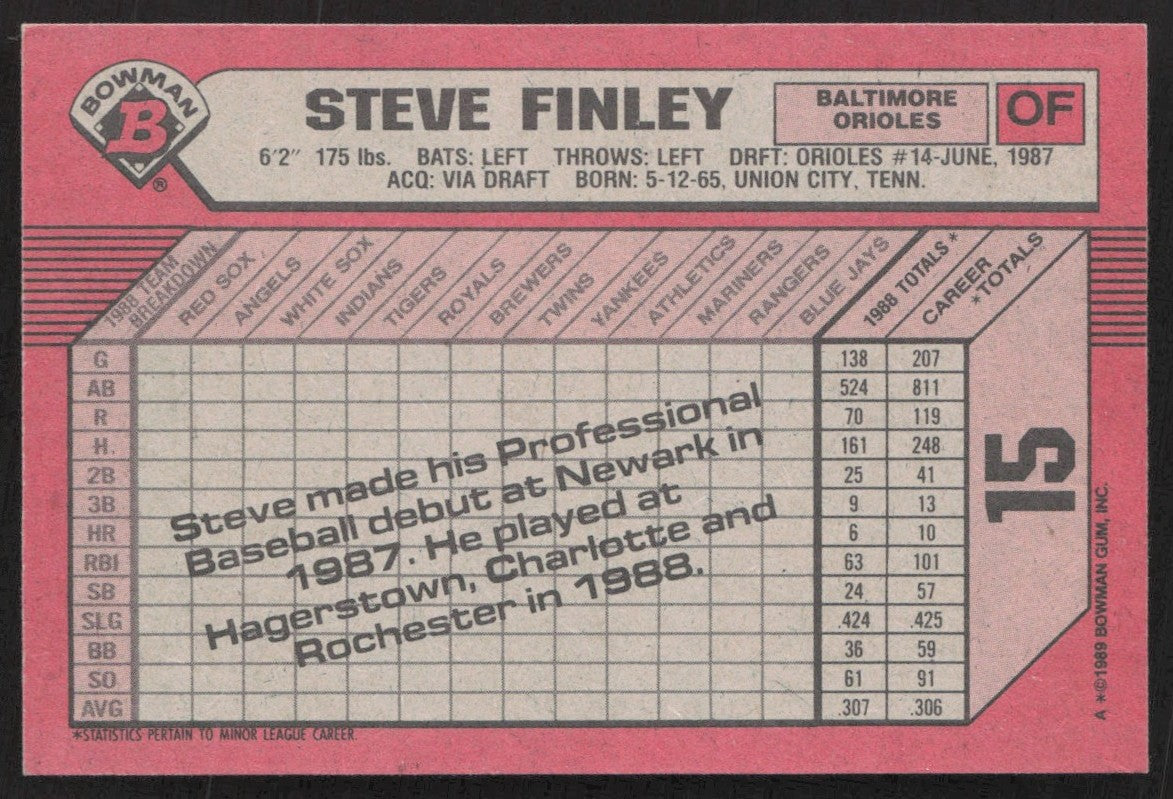 BOWMAN
B
®
STEVE FINLEY
BALTIMORE
ORIOLES
OF
6'2" 175 lbs. BATS: LEFT THROWS: LEFT DRFT: ORIOLES #14-JUNE, 1987
ACQ: VIA DRAFT BORN: 5-12-65, UNION CITY, TENN.
1988 TEAM
BREAKDOWN
RED SOX
ANGELS
WHITE SOX
INDIANS
TIGERS
ROYALS
BREWERS
TWINS
YANKEES
ATHLETICS
MARINERS
RANGERS
BLUE JAYS
1988 TOTALS *
CAREER
*TOTALS
G 138 207
AB 524 811
R 70 119
H. 161 248
2B 25 41
3B 9 13
HR 6 10
RBI 63 101
SB 24 57
SLG .424 .425
BB 36 59
SO 61 91
AVG .307 .306
Steve made his Professional
Baseball debut at Newark in
1987. He played at
Hagerstown, Charlotte and
Rochester in 1988.
15
*STATISTICS PERTAIN TO MINOR LEAGUE CAREER.
A *©1989 BOWMAN GUM, INC.